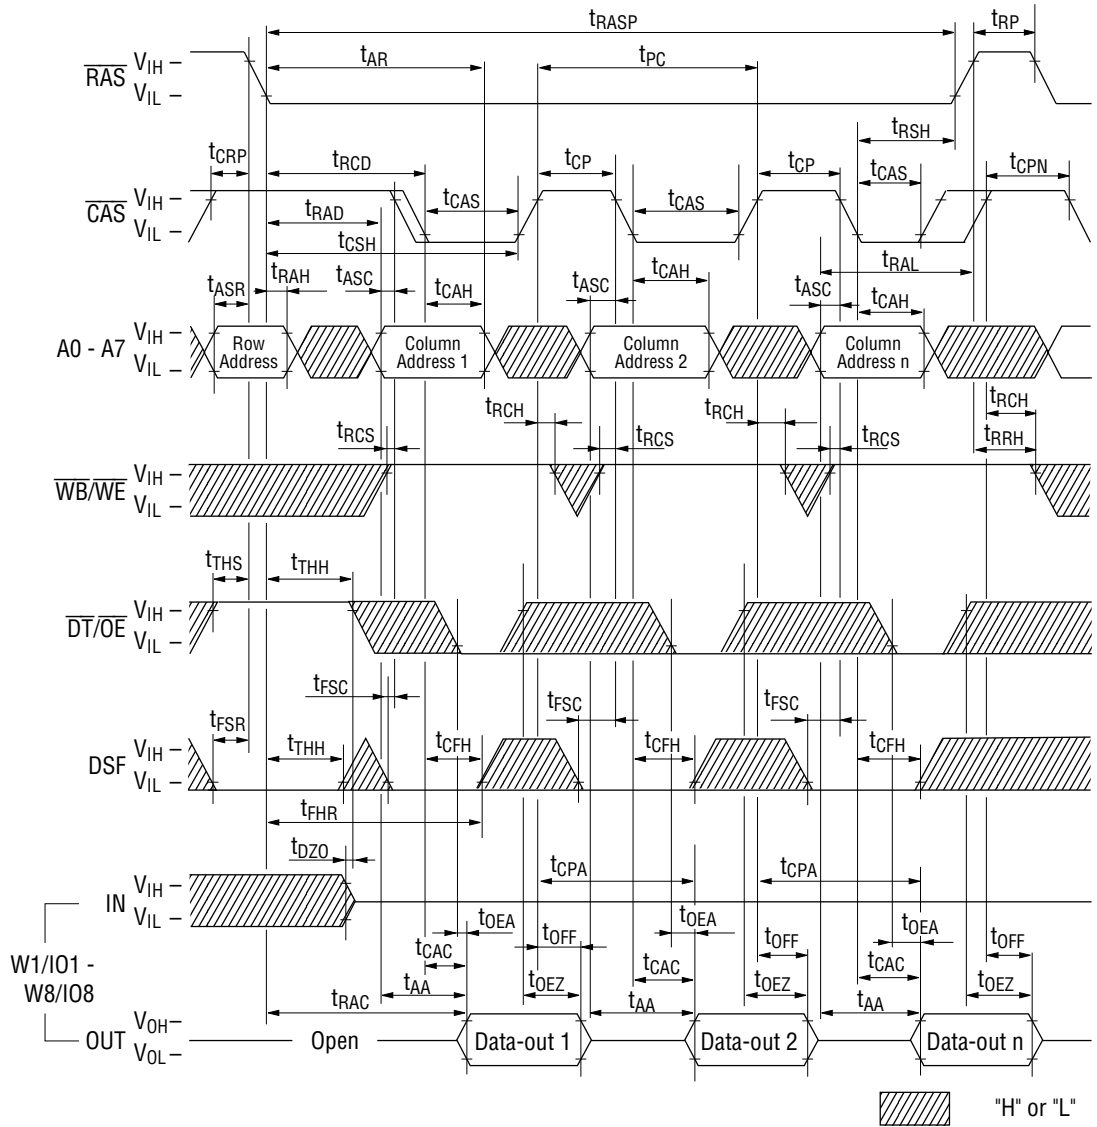 tRASP
tRP
tAR
tPC
RAS
VIH
VIL
tRSH
tCRP
tRCD
tCP
tCP
tCAS
tCPN
CAS
VIH
VIL
tRAD
tCAS
tCAS
tCSH
tRAL
tASR
tRAH
tASC
tCAH
tASC
tCAH
tASC
tCAH
A0 - A7
VIH
VIL
Row
Address
Column
Address 1
Column
Address 2
Column
Address n
tRCH
tRCH
tRCH
tRCS
tRCS
tRCS
tRRH
WB/WE
VIH
VIL
tTHS
tTHH
DT/OE
VIH
VIL
tFSC
tFSC
tFSC
tFSR
tTHH
tCFH
tCFH
tCFH
DSF
VIH
VIL
tFHR
tDZO
tCPA
tCPA
IN
VIH
VIL
tOEA
tOEA
tOEA
tOFF
tOFF
tOFF
tCAC
tCAC
tCAC
W1/IO1 -
W8/IO8
tAA
tOEZ
tAA
tOEZ
tAA
tOEZ
tRAC
OUT
VOH
VOL
Open
Data-out 1
Data-out 2
Data-out n
"H" or "L"